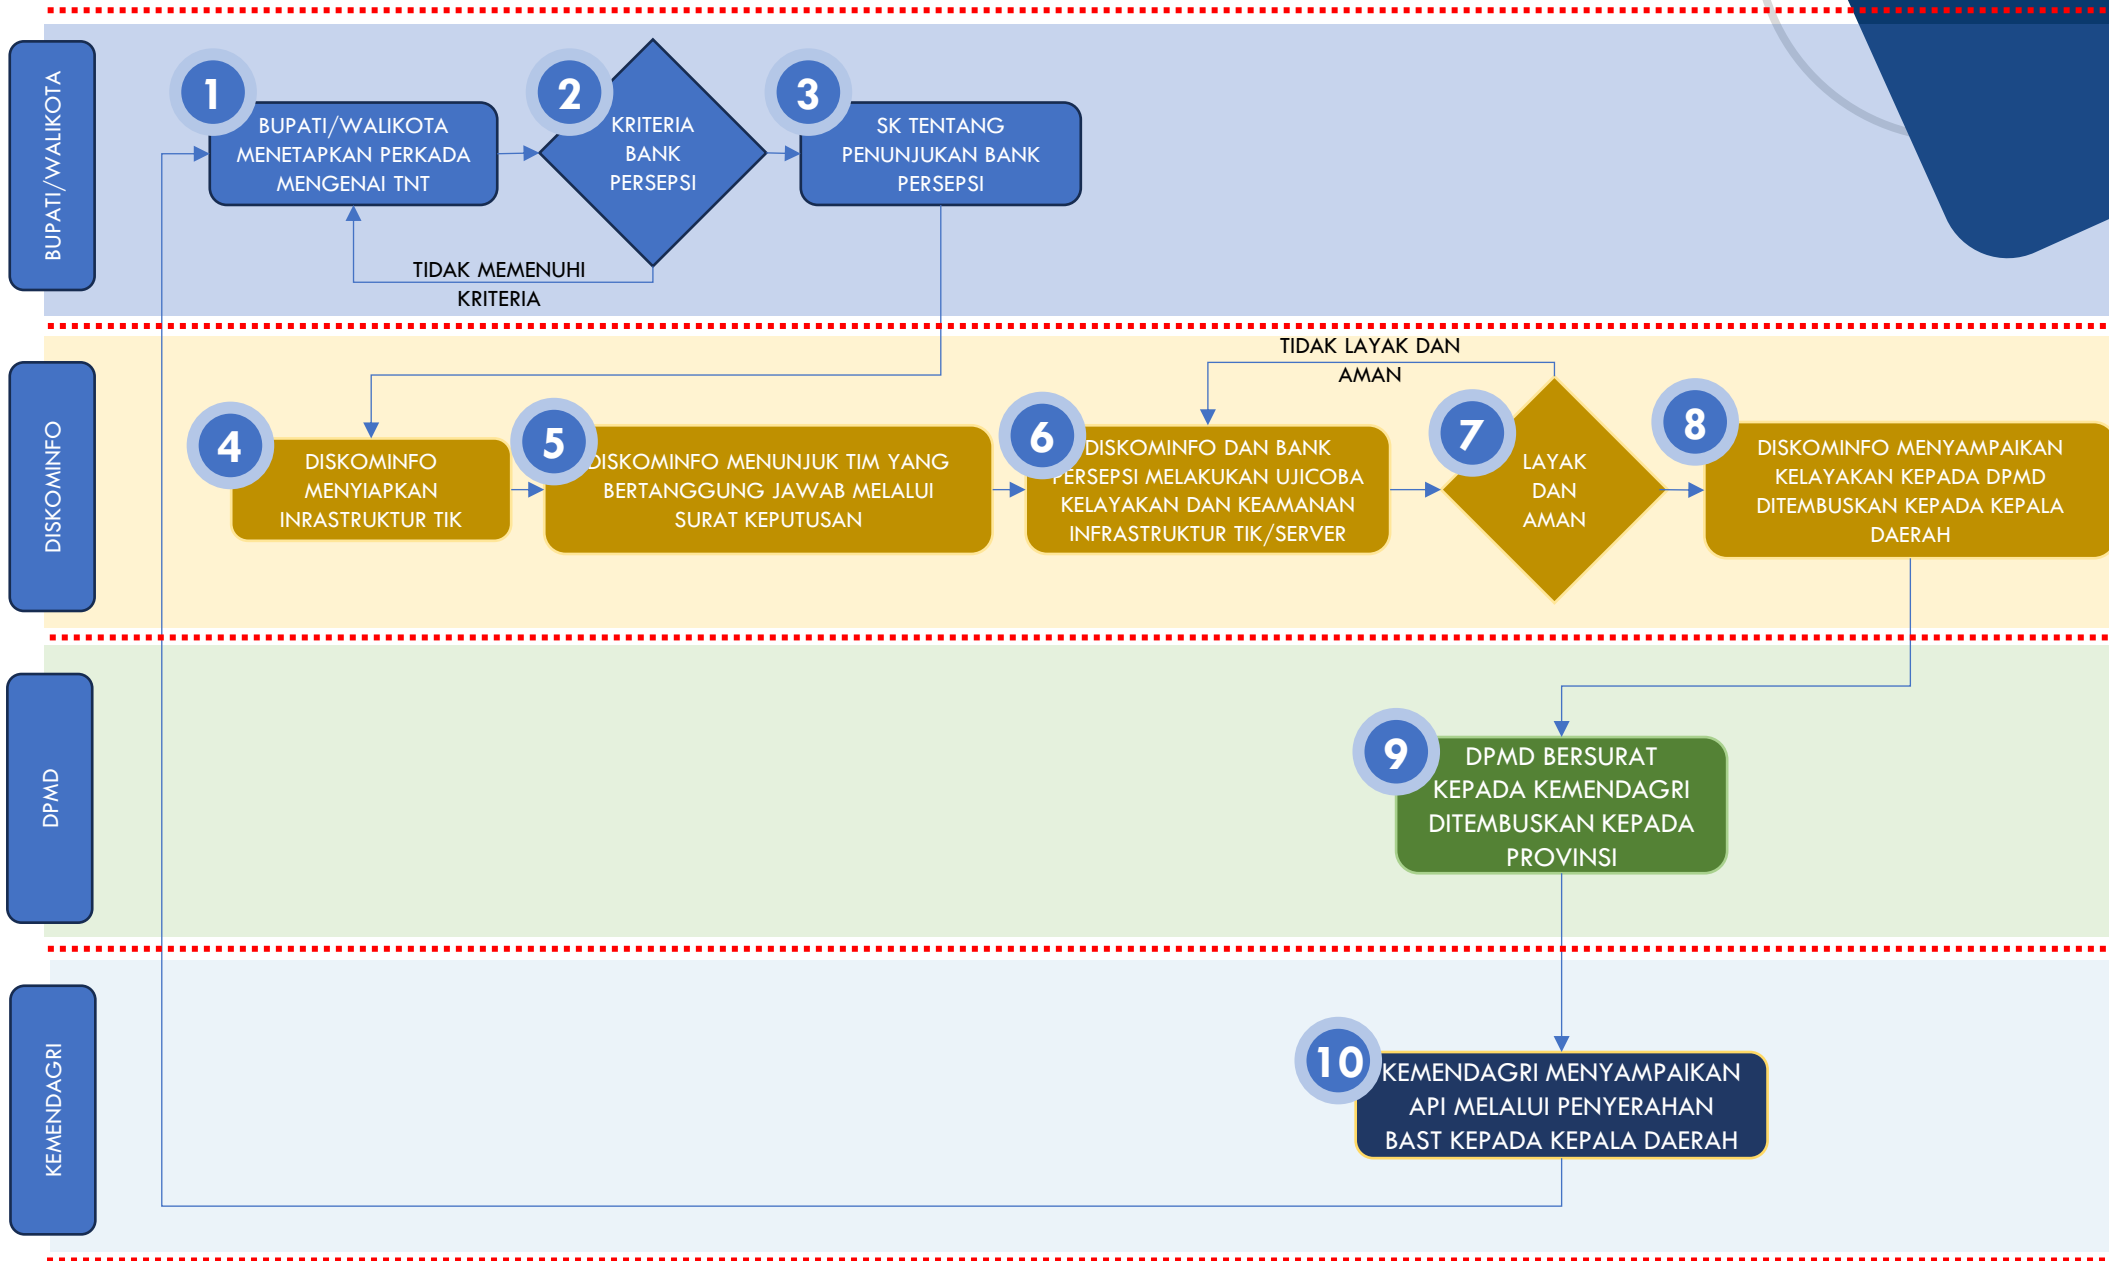 BUPATI/WALIKOTA
1
BUPATI/WALIKOTA
MENETAPKAN PERKADA
MENGENAI TNT
2
KRITERIA
BANK
PERSEPSI
3
SK TENTANG
PENUNJUKAN BANK
PERSEPSI
TIDAK MEMENUHI
KRITERIA
DISKOMINFO
TIDAK LAYAK DAN
AMAN
4
DISKOMINFO
MENYIAPKAN
INRASTRUKTUR TIK
5
DISKOMINFO MENUNJUK TIM YANG
BERTANGGUNG JAWAB MELALUI
SURAT KEPUTUSAN
6
DISKOMINFO DAN BANK
PERSEPSI MELAKUKAN UJICOBA
KELAYAKAN DAN KEAMANAN
INFRASTRUKTUR TIK/SERVER
7
LAYAK
DAN
AMAN
8
DISKOMINFO MENYAMPAIKAN
KELAYAKAN KEPADA DPMD
DITEMBUSKAN KEPADA KEPALA
DAERAH
DPMD
9
DPMD BERSURAT
KEPADA KEMENDAGRI
DITEMBUSKAN KEPADA
PROVINSI
KEMENDAGRI
10
KEMENDAGRI MENYAMPAIKAN
API MELALUI PENYERAHAN
BAST KEPADA KEPALA DAERAH